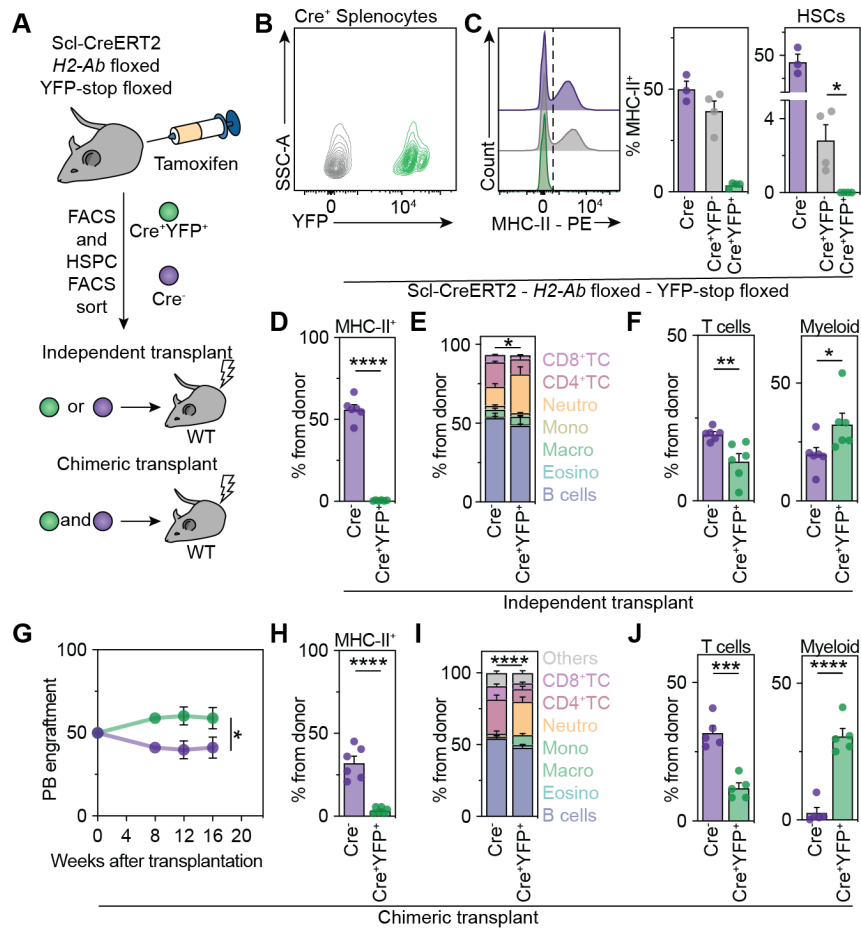 A
Scl-CreERT2
H2-Ab floxed
YFP-stop floxed
Tamoxifen
FACS
and
HSPC
FACS
sort
Cre⁺YFP⁺
Cre⁻
Independent transplant
or
WT
Chimeric transplant
and
WT
B
Cre⁺ Splenocytes
SSC-A
0
10⁴
YFP
C
Count
0
10⁴
MHC-II - PE
% MHC-II⁺
50
0
Cre⁻
Cre⁺YFP⁻
Cre⁺YFP⁺
HSCs
50
4
2
0
*
Cre⁻
Cre⁺YFP⁻
Cre⁺YFP⁺
Scl-CreERT2 - H2-Ab floxed - YFP-stop floxed
D
MHC-II⁺
% from donor
100
50
0
****
Cre⁻
Cre⁺YFP⁺
E
% from donor
100
50
0
*
Cre⁻
Cre⁺YFP⁺
CD8⁺TC
CD4⁺TC
Neutro
Mono
Macro
Eosino
B cells
F
T cells
% from donor
50
0
**
Cre⁻
Cre⁺YFP⁺
Myeloid
50
0
*
Cre⁻
Cre⁺YFP⁺
Independent transplant
G
PB engraftment
100
50
0
*
0 4 8 12 16 20
Weeks after transplantation
H
MHC-II⁺
% from donor
100
50
0
****
Cre⁻
Cre⁺YFP⁺
I
% from donor
100
50
0
****
Cre⁻
Cre⁺YFP⁺
Others
CD8⁺TC
CD4⁺TC
Neutro
Mono
Macro
Eosino
B cells
J
T cells
% from donor
50
0
***
Cre⁻
Cre⁺YFP⁺
Myeloid
50
0
****
Cre⁻
Cre⁺YFP⁺
Chimeric transplant